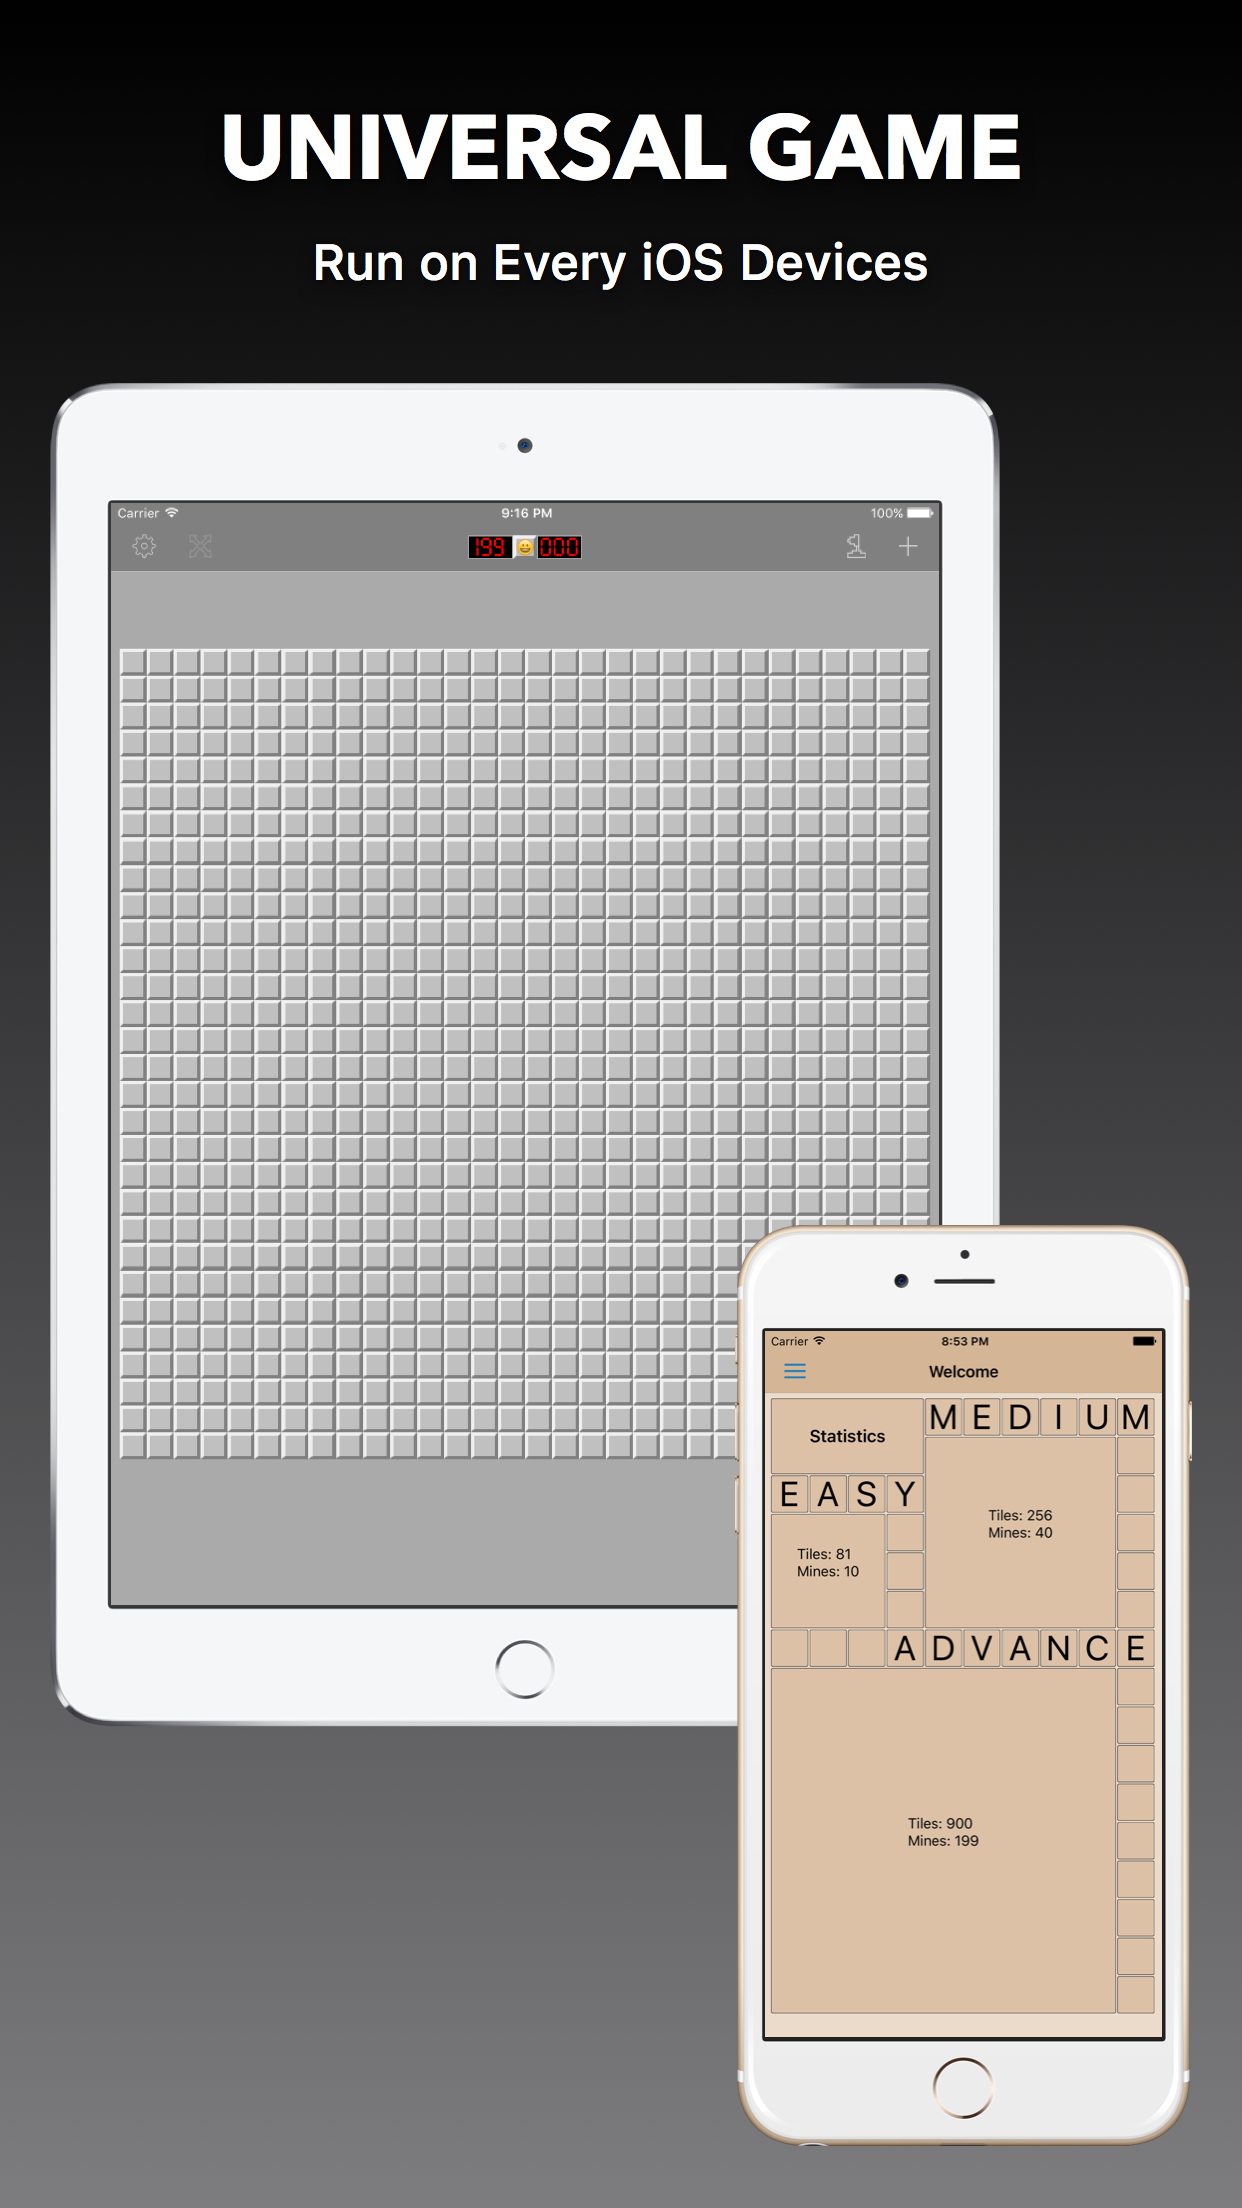 UNIVERSAL GAME
Run on Every iOS Devices
Carrier 9:16 PM 100%
199 000
Carrier 8:53 PM
Welcome
Statistics
MEDIUM
EASY
Tiles: 256
Mines: 40
Tiles: 81
Mines: 10
ADVANCE
Tiles: 900
Mines: 199